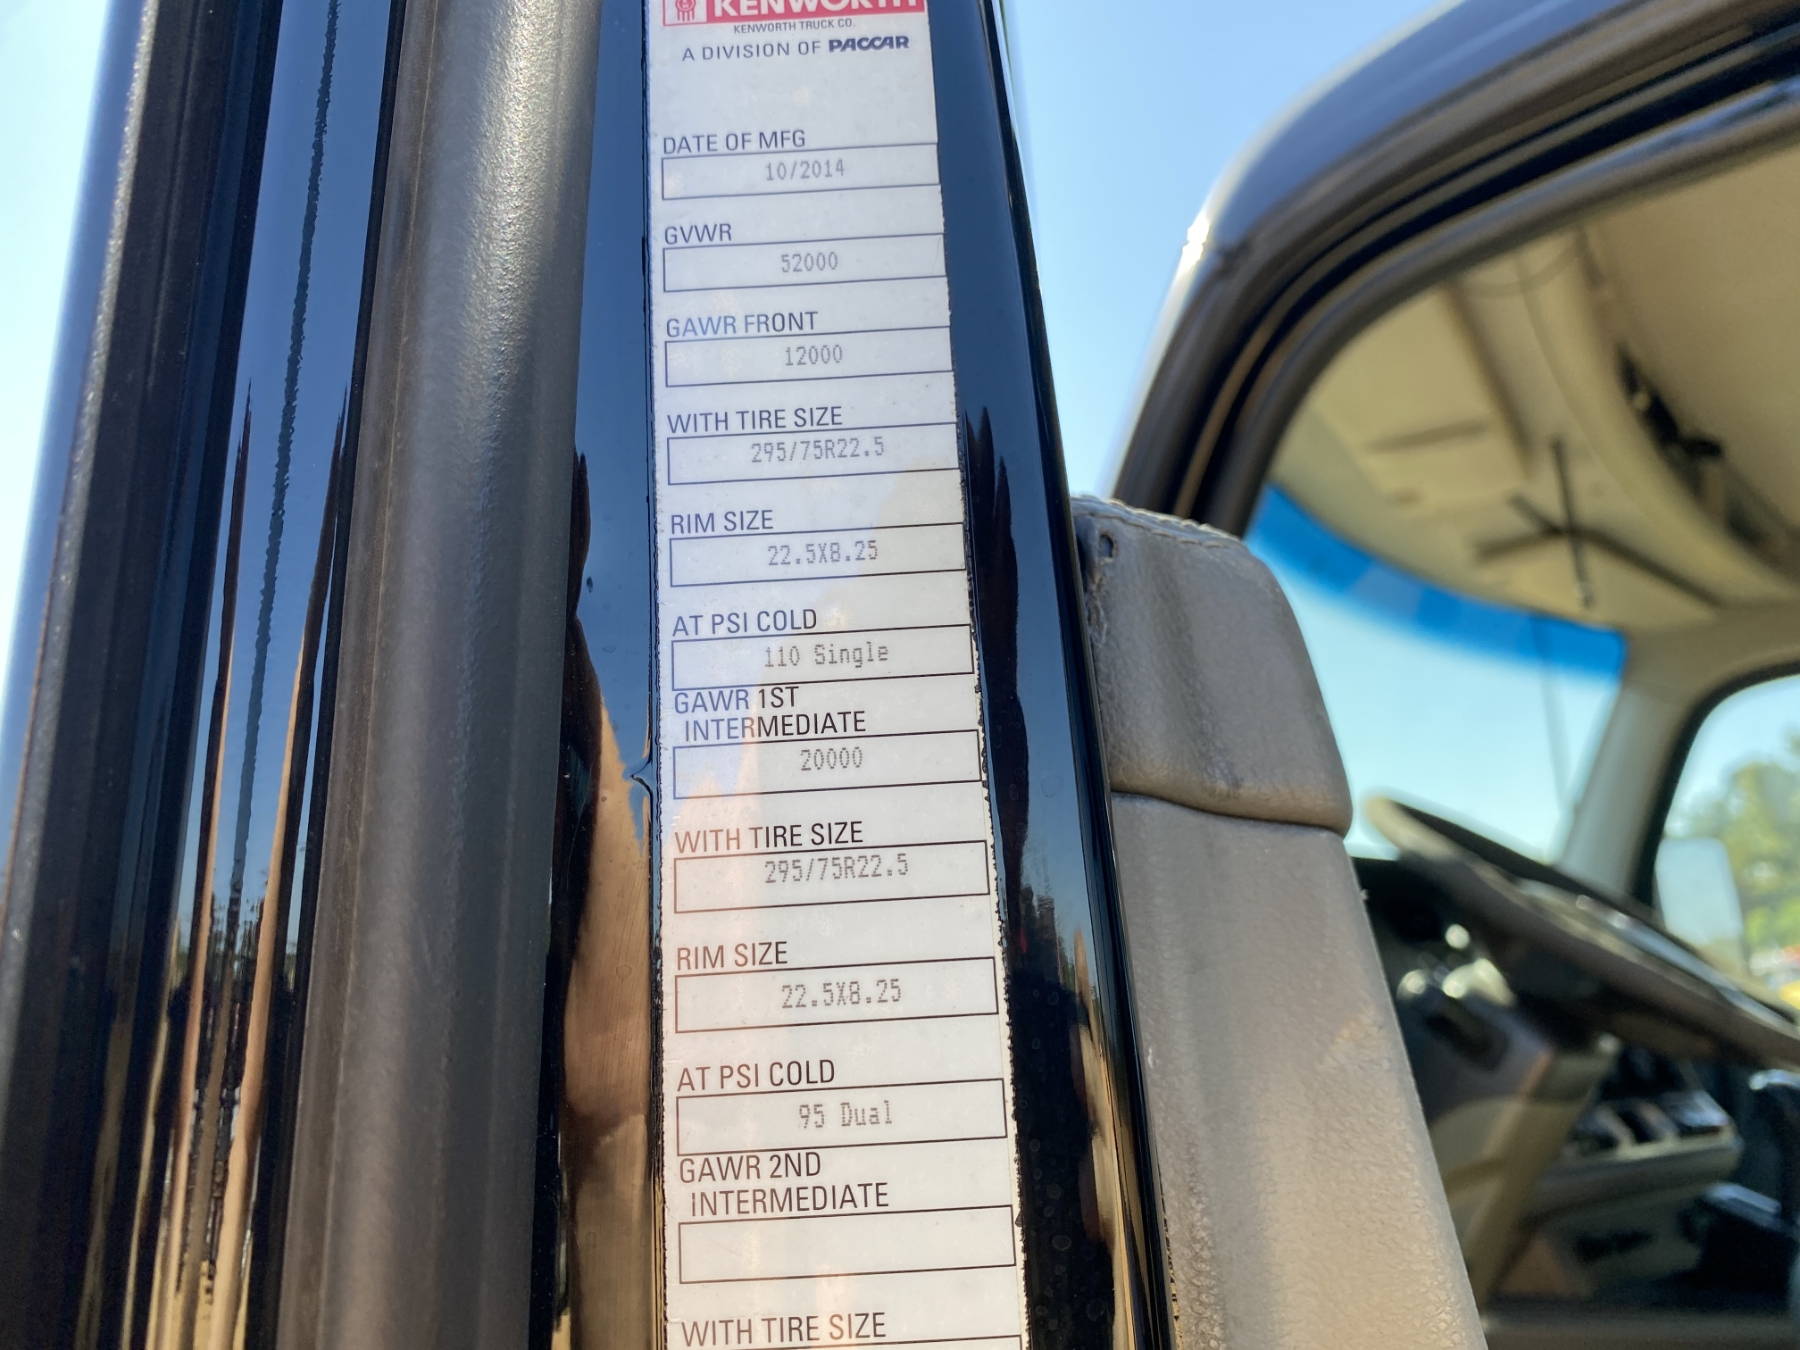 KENWORTH
KENWORTH TRUCK CO.
A DIVISION OF PACCAR
DATE OF MFG
10/2014
GVWR
52000
GAWR FRONT
12000
WITH TIRE SIZE
295/75R22.5
RIM SIZE
22.5X8.25
AT PSI COLD
110 Single
GAWR 1ST
INTERMEDIATE
20000
WITH TIRE SIZE
295/75R22.5
RIM SIZE
22.5X8.25
AT PSI COLD
95 Dual
GAWR 2ND
INTERMEDIATE
WITH TIRE SIZE